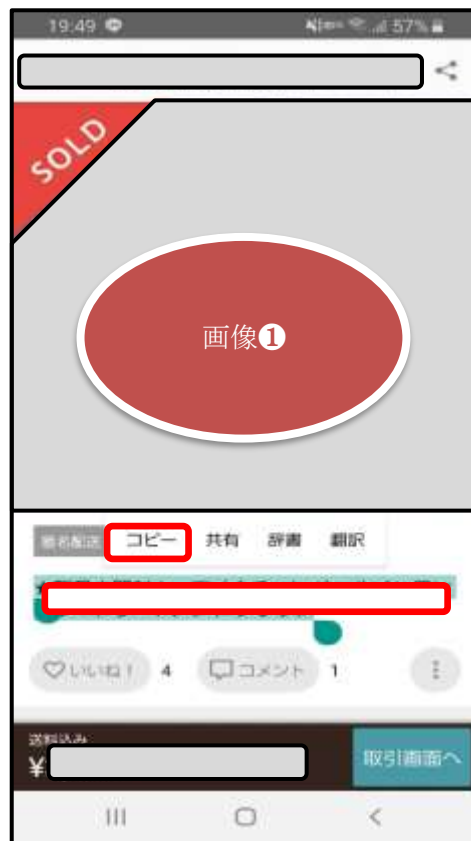 19:49 57%
SOLD
画像❶
匿名配送 コピー 共有 辞書 翻訳
いいね! 4 コメント 1
送料込み
¥
取引画面へ